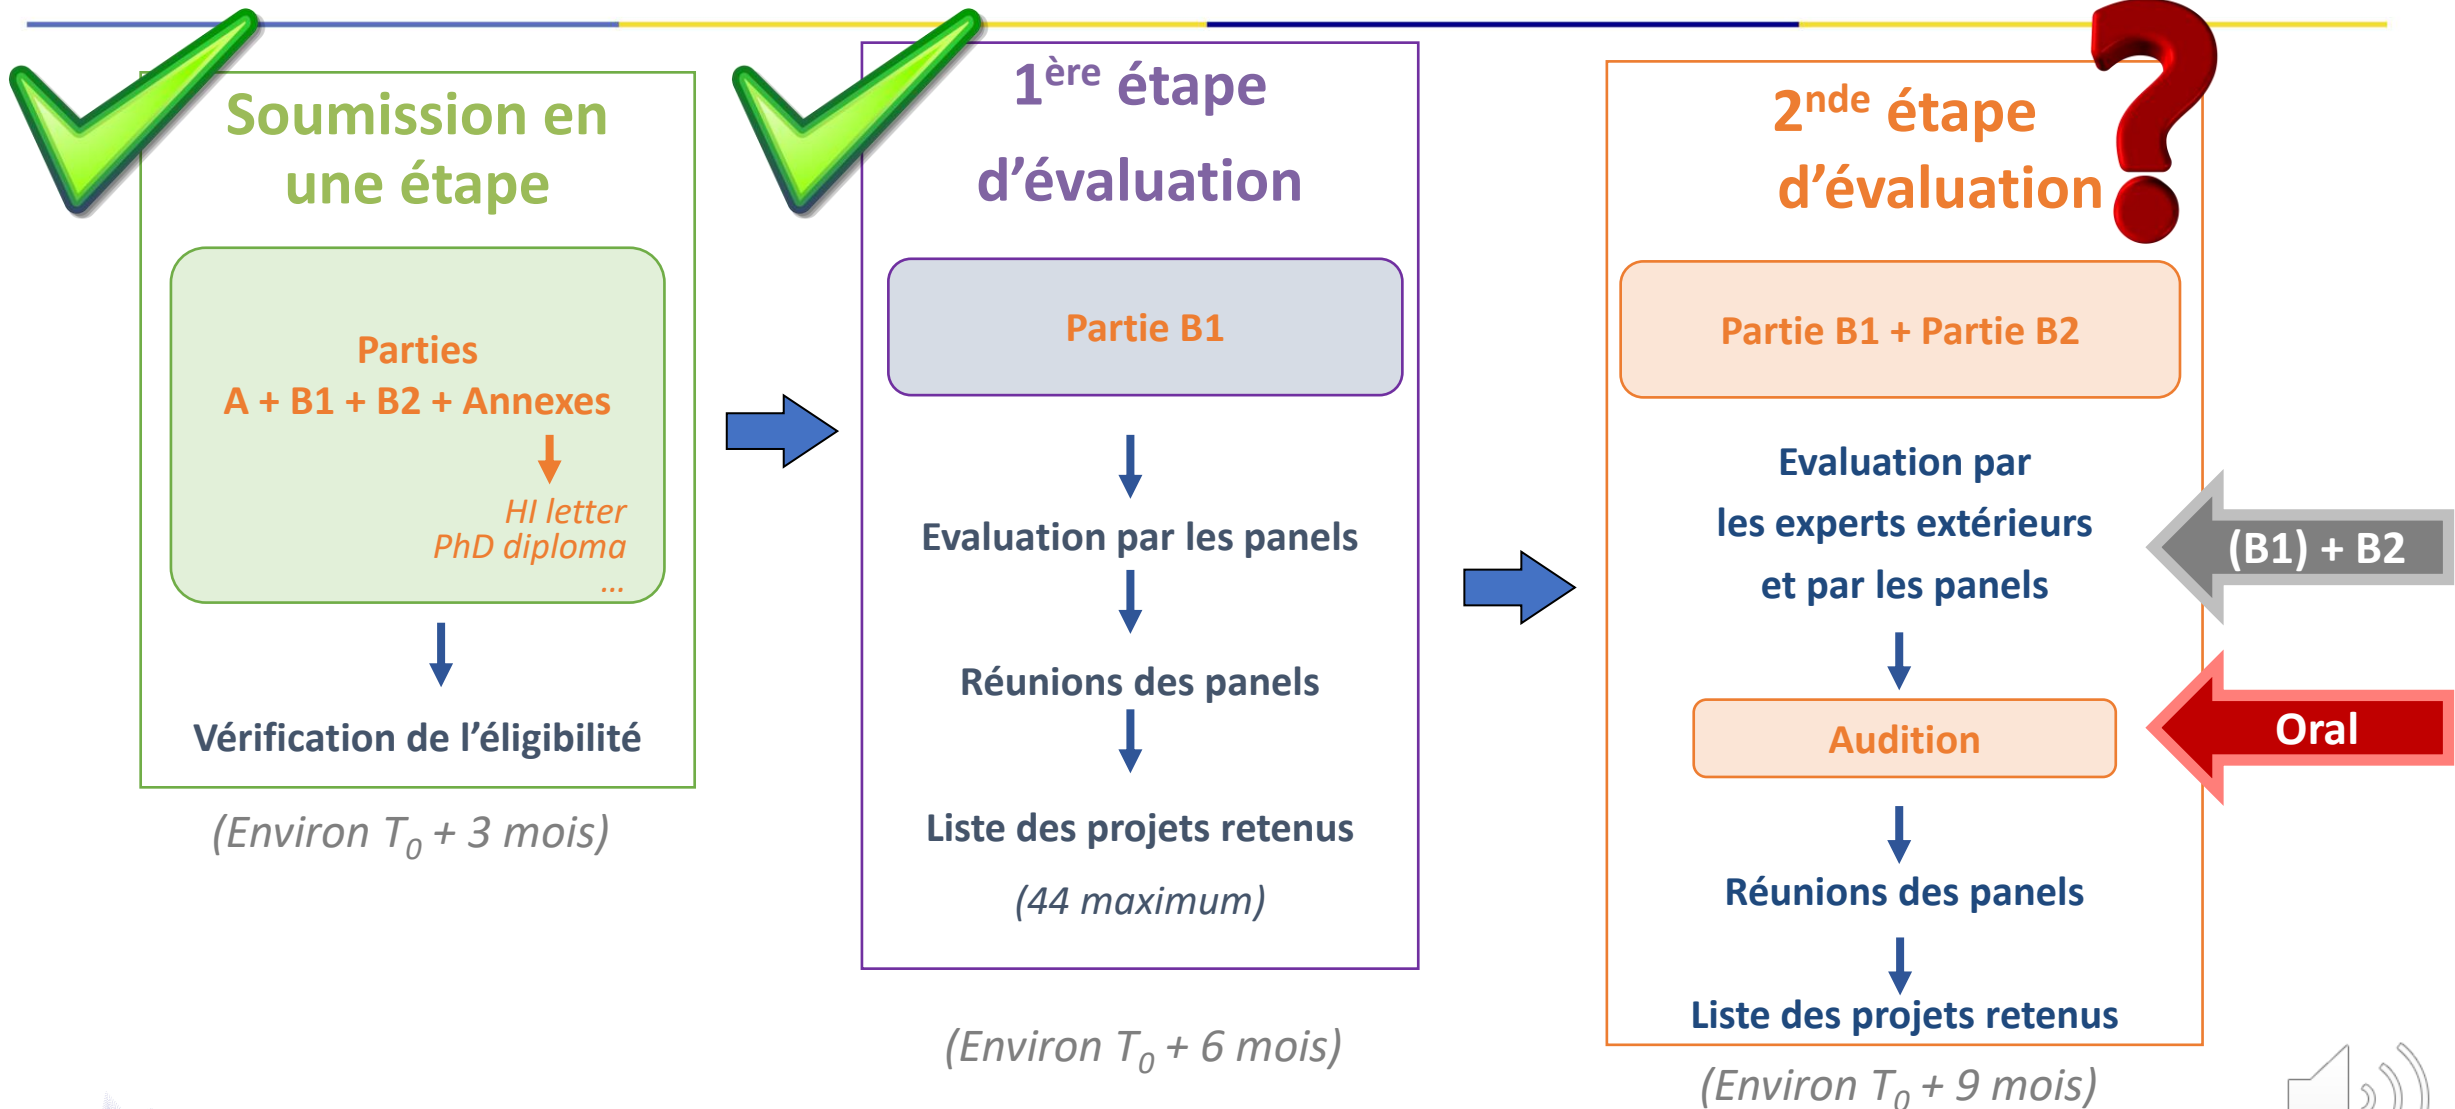 Soumission en
une étape
Parties
A + B1 + B2 + Annexes
HI letter
PhD diploma
...
Vérification de l’éligibilité
(Environ T0 + 3 mois)
1ère étape
d’évaluation
Partie B1
Evaluation par les panels
Réunions des panels
Liste des projets retenus
(44 maximum)
(Environ T0 + 6 mois)
2nde étape
d’évaluation
?
Partie B1 + Partie B2
Evaluation par
les experts extérieurs
et par les panels
(B1) + B2
Audition
Oral
Réunions des panels
Liste des projets retenus
(Environ T0 + 9 mois)